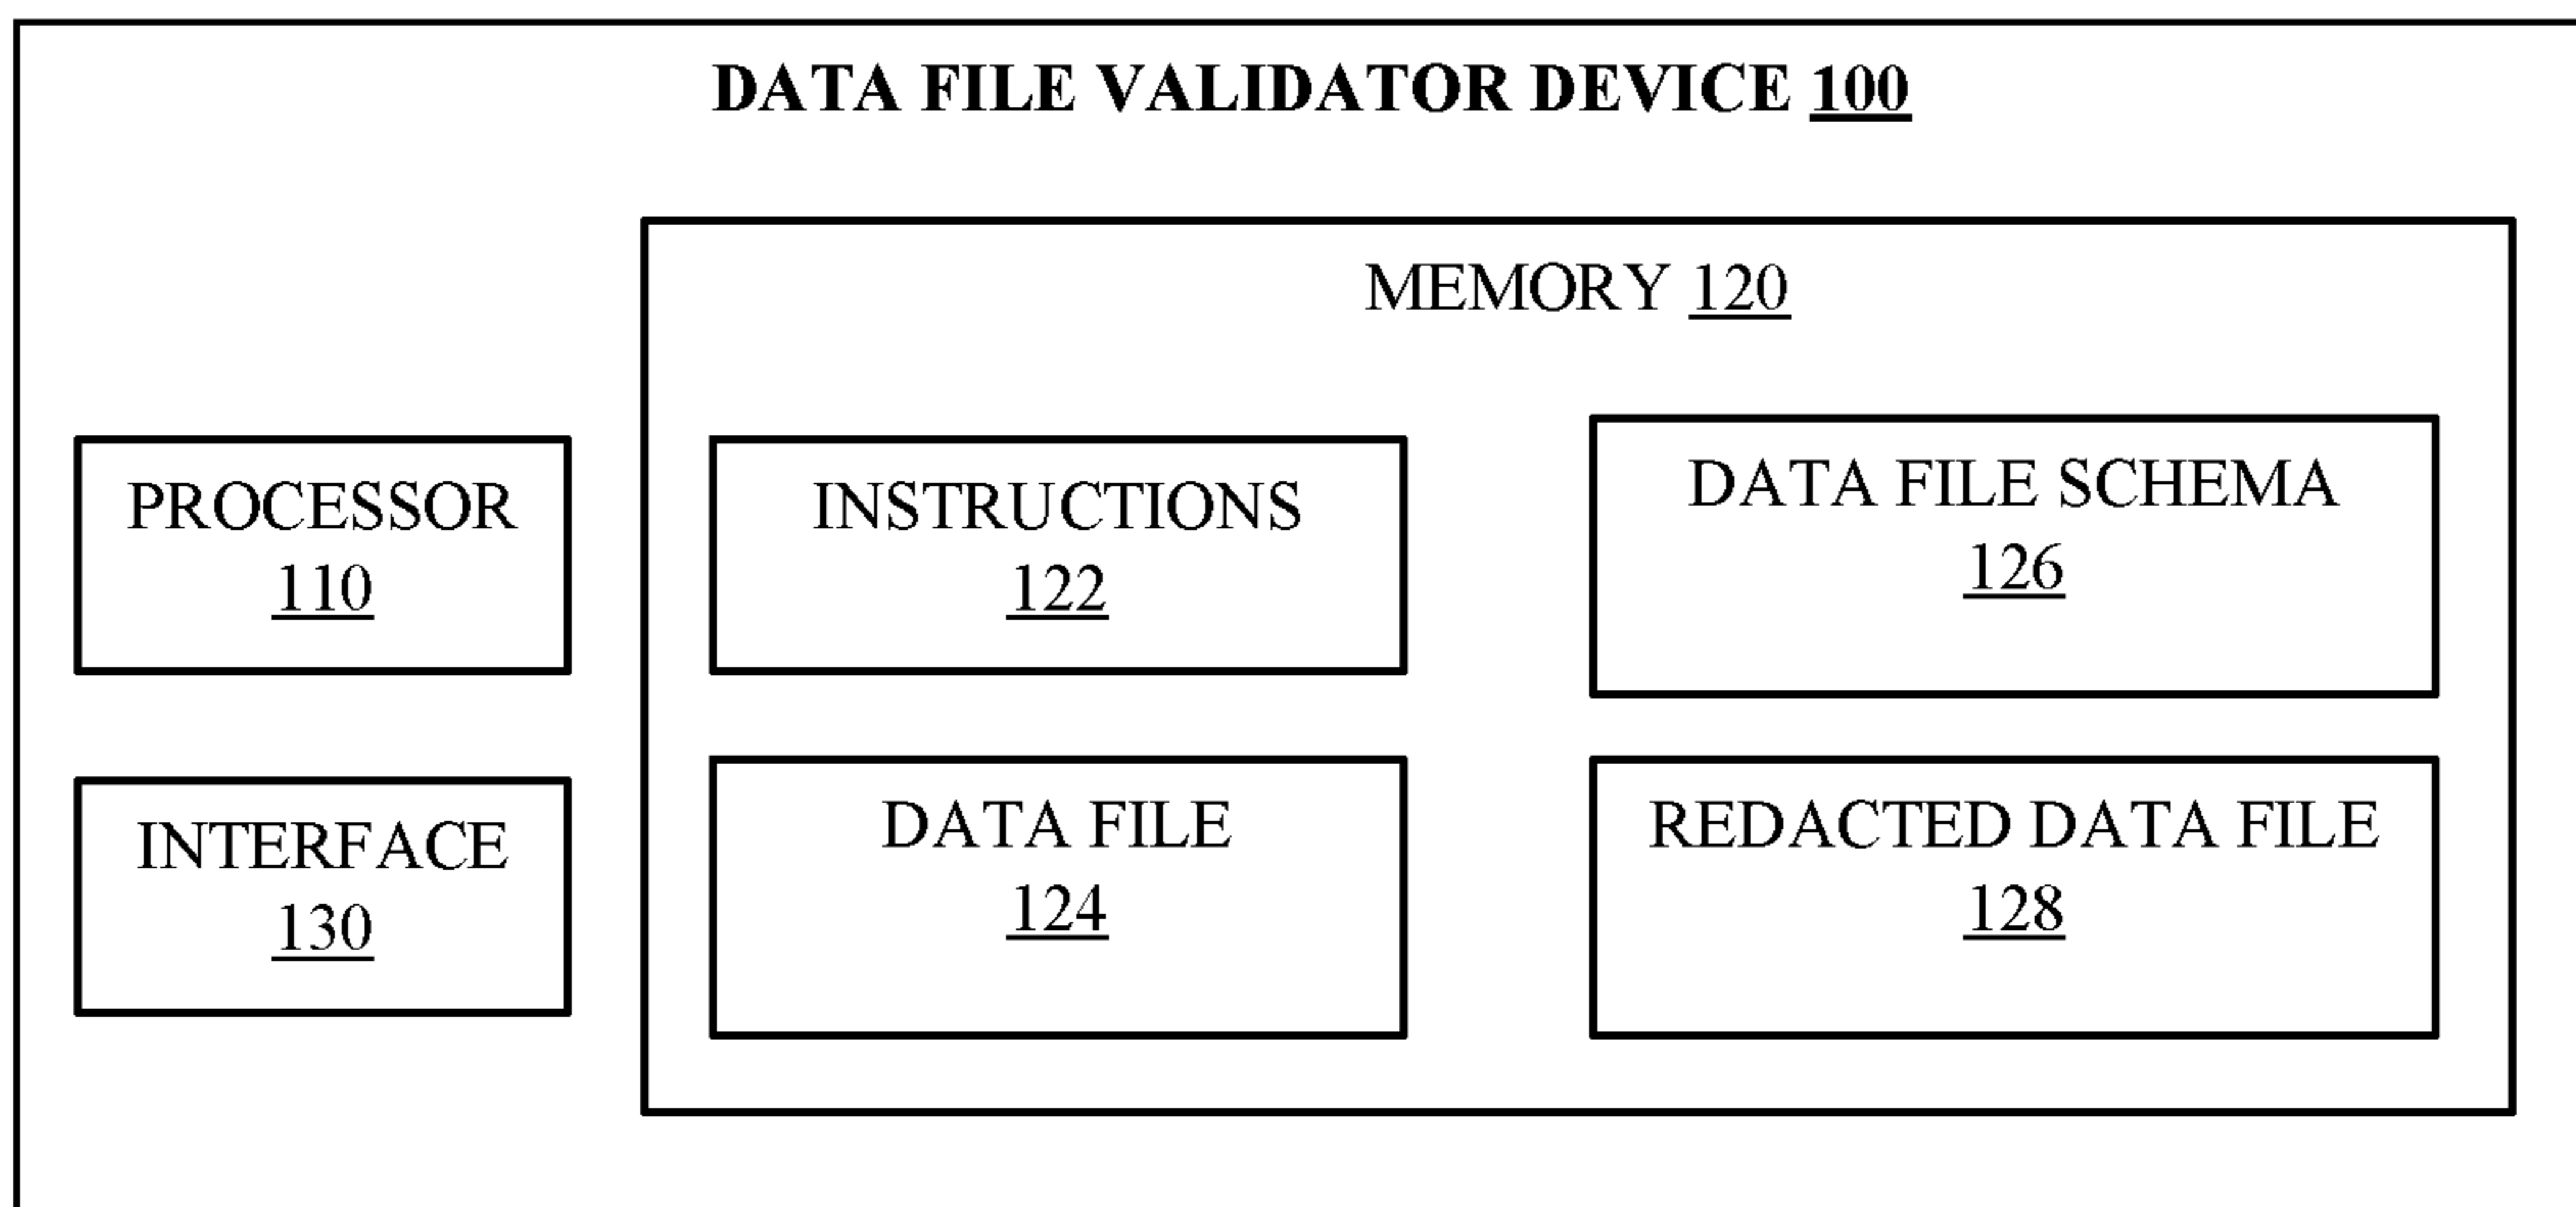 DATA FILE VALIDATOR DEVICE 100
MEMORY 120
PROCESSOR
110
INSTRUCTIONS
122
DATA FILE SCHEMA
126
INTERFACE
130
DATA FILE
124
REDACTED DATA FILE
128